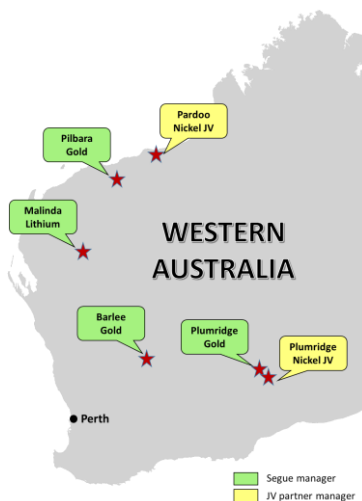 Pardoo
Nickel JV
Pilbara
Gold
Malinda
Lithium
WESTERN
AUSTRALIA
Barlee
Gold
Plumridge
Gold
Plumridge
Nickel JV
Perth
Segue manager
JV partner manager